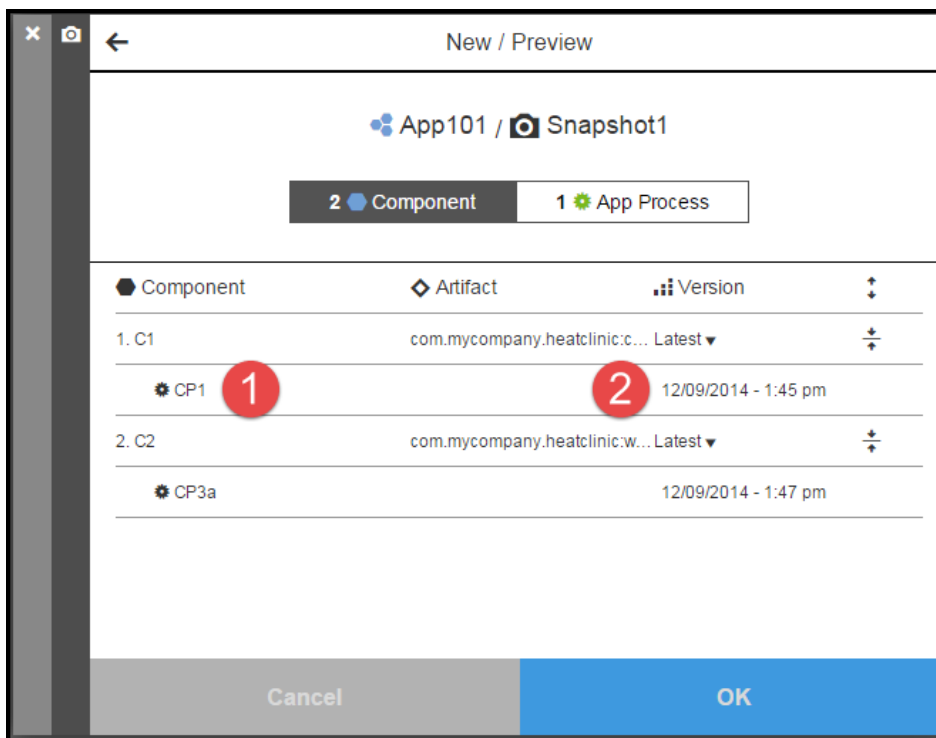 New / Preview
App101 / Snapshot1
2 Component 1 App Process
Component Artifact Version
1. C1 com.mycompany.heatclinic:c... Latest
CP1 1 2 12/09/2014 - 1:45 pm
2. C2 com.mycompany.heatclinic:w... Latest
CP3a 12/09/2014 - 1:47 pm
Cancel OK